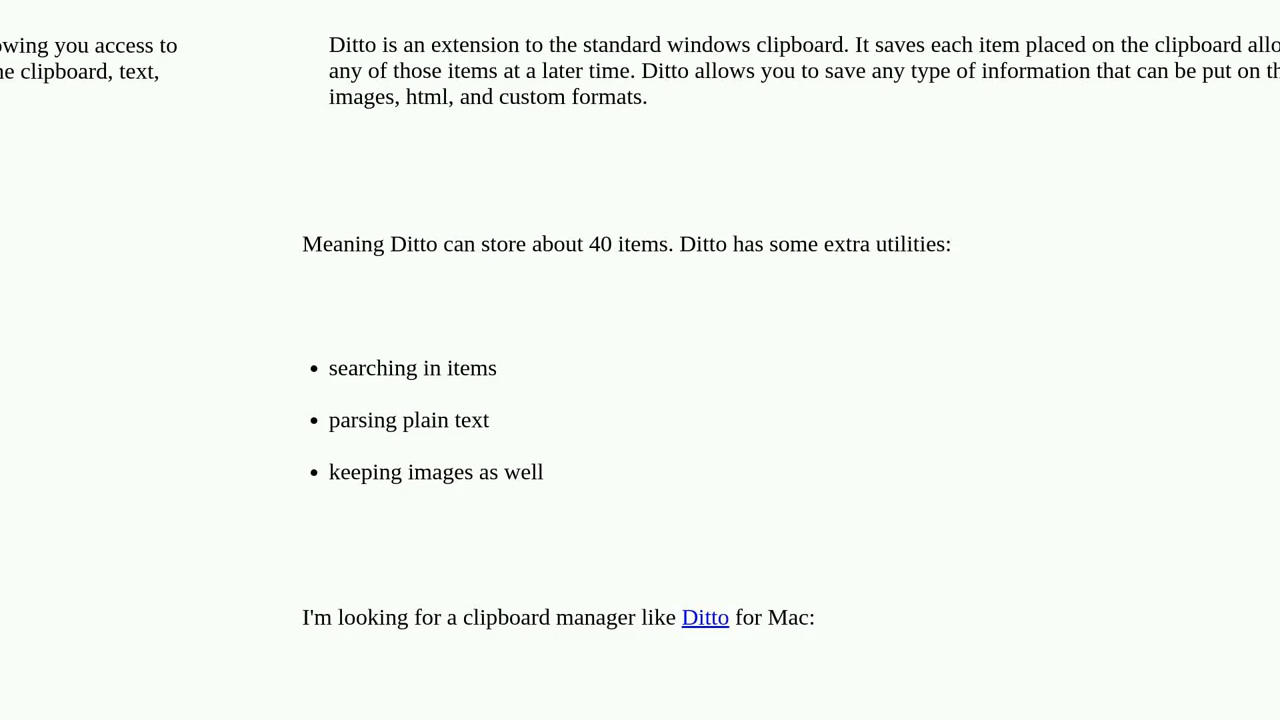 owing you access to
he clipboard, text,
Ditto is an extension to the standard windows clipboard. It saves each item placed on the clipboard allo
any of those items at a later time. Ditto allows you to save any type of information that can be put on th
images, html, and custom formats.
Meaning Ditto can store about 40 items. Ditto has some extra utilities:
• searching in items
• parsing plain text
• keeping images as well
I'm looking for a clipboard manager like Ditto for Mac: